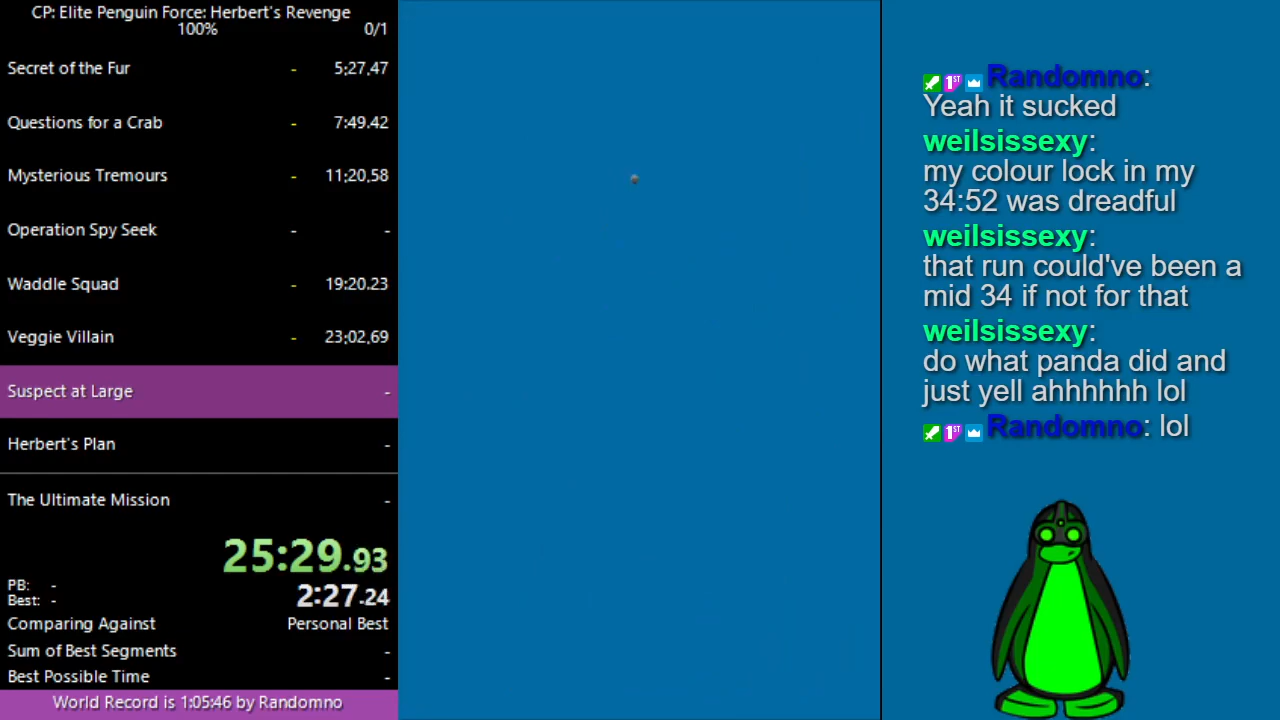 CP: Elite Penguin Force: Herbert's Revenge
100% 0/1
Secret of the Fur - 5:27.47
Questions for a Crab - 7:49.42
Mysterious Tremours - 11:20.58
Operation Spy Seek - -
Waddle Squad - 19:20.23
Veggie Villain - 23:02.69
Suspect at Large -
Herbert's Plan -
The Ultimate Mission -
25:29.93
PB: -
Best: - 2:27.24
Comparing Against Personal Best
Sum of Best Segments -
Best Possible Time -
World Record is 1:05:46 by Randomno
1ST Randomno:
Yeah it sucked
weilsissexy:
my colour lock in my
34:52 was dreadful
weilsissexy:
that run could've been a
mid 34 if not for that
weilsissexy:
do what panda did and
just yell ahhhhhh lol
1ST Randomno: lol